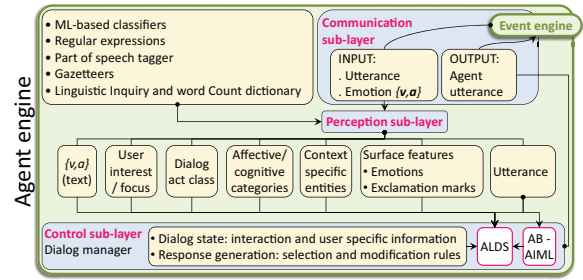 Agent engine
• ML-based classifiers
• Regular expressions
• Part of speech tagger
• Gazetteers
• Linguistic Inquiry and word Count dictionary
Communication
sub-layer
Event engine
INPUT:
. Utterance
. Emotion {v,a}
OUTPUT:
Agent
utterance
Perception sub-layer
{v,a}
(text)
User
interest
/ focus
Dialog
act class
Affective/
cognitive
categories
Context
specific
entities
Surface features
• Emotions
• Exclamation marks
Utterance
Control sub-layer
Dialog manager
• Dialog state: interaction and user specific information
• Response generation: selection and modification rules
ALDS
AB -
AIML